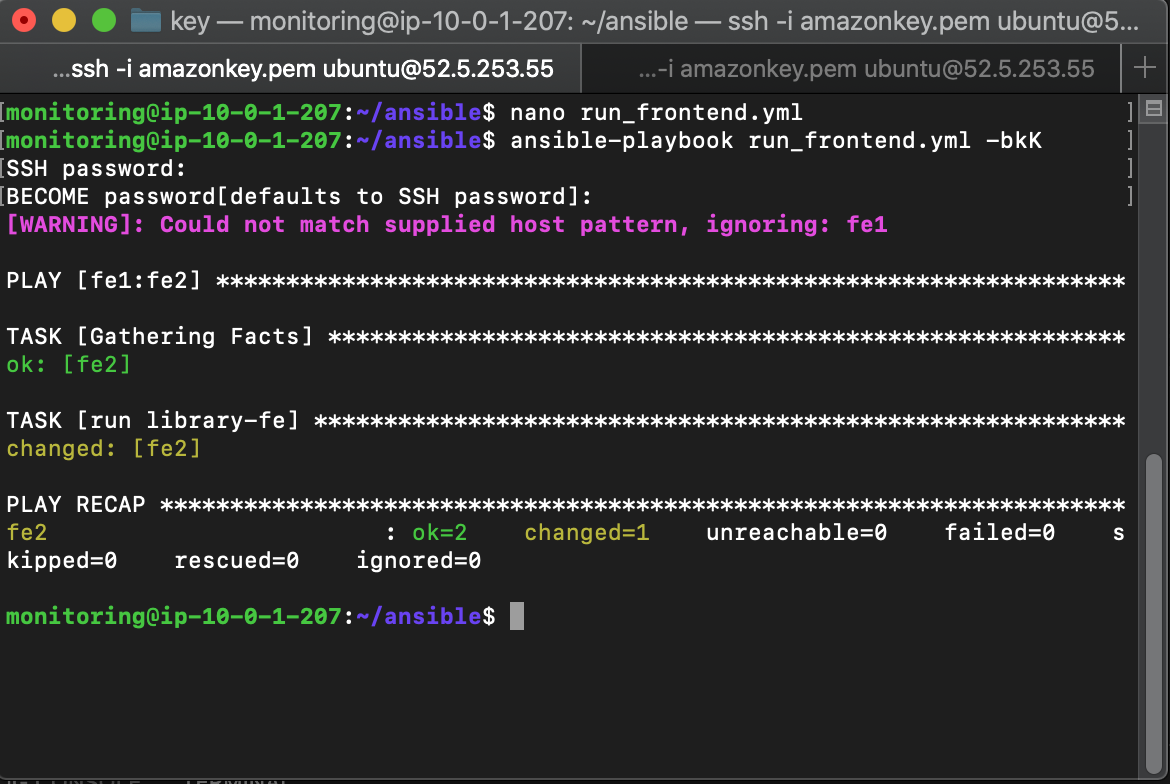 key — monitoring@ip-10-0-1-207: ~/ansible — ssh -i amazonkey.pem ubuntu@5...
...ssh -i amazonkey.pem ubuntu@52.5.253.55
...-i amazonkey.pem ubuntu@52.5.253.55
[monitoring@ip-10-0-1-207:~/ansible$ nano run_frontend.yml ]
[monitoring@ip-10-0-1-207:~/ansible$ ansible-playbook run_frontend.yml -bkK ]
[SSH password: ]
[BECOME password[defaults to SSH password]: ]
[WARNING]: Could not match supplied host pattern, ignoring: fe1
PLAY [fe1:fe2] *****************************************************************
TASK [Gathering Facts] *********************************************************
ok: [fe2]
TASK [run library-fe] **********************************************************
changed: [fe2]
PLAY RECAP *********************************************************************
fe2 : ok=2 changed=1 unreachable=0 failed=0 s
kipped=0 rescued=0 ignored=0
monitoring@ip-10-0-1-207:~/ansible$